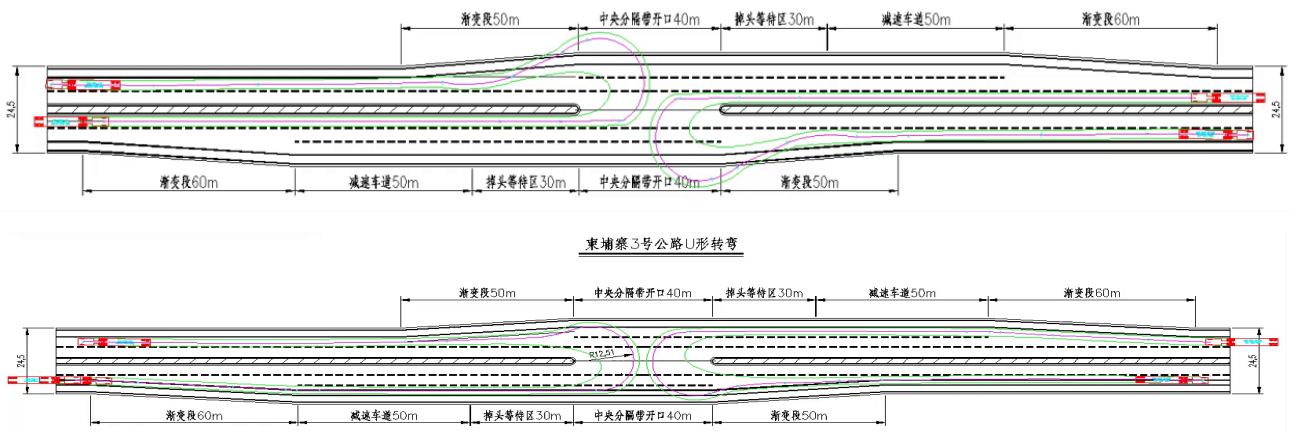 渐变段50m 中央分隔带开口40m 掉头等待区30m 减速车道50m 渐变段60m
24,5 24,5
渐变段60m 减速车道50m 掉头等待区30m 中央分隔带开口40m 渐变段50m
柬埔寨3号公路U形转弯
渐变段50m 中央分隔带开口40m 掉头等待区30m 减速车道50m 渐变段60m
24,5 R12,51 24,5
渐变段60m 减速车道50m 掉头等待区30m 中央分隔带开口40m 渐变段50m